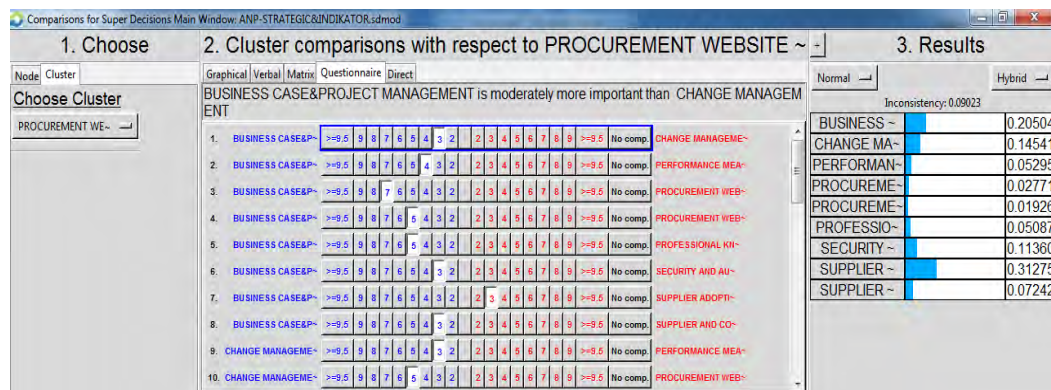 Comparisons for Super Decisions Main Window: ANP-STRATEGIC&INDIKATOR.sdmod
1. Choose
2. Cluster comparisons with respect to PROCUREMENT WEBSITE ~
3. Results
Node Cluster
Graphical Verbal Matrix Questionnaire Direct
Normal Hybrid
Choose Cluster
BUSINESS CASE&PROJECT MANAGEMENT is moderately more important than CHANGE MANAGEM
ENT
Inconsistency: 0.09023
PROCUREMENT WE~
1. BUSINESS CASE&P~ >=9.5 9 8 7 6 5 4 3 2 2 3 4 5 6 7 8 9 >=9.5 No comp. CHANGE MANAGEME~
2. BUSINESS CASE&P~ >=9.5 9 8 7 6 5 4 3 2 2 3 4 5 6 7 8 9 >=9.5 No comp. PERFORMANCE MEA~
3. BUSINESS CASE&P~ >=9.5 9 8 7 6 5 4 3 2 2 3 4 5 6 7 8 9 >=9.5 No comp. PROCUREMENT WEB~
4. BUSINESS CASE&P~ >=9.5 9 8 7 6 5 4 3 2 2 3 4 5 6 7 8 9 >=9.5 No comp. PROCUREMENT WEB~
5. BUSINESS CASE&P~ >=9.5 9 8 7 6 5 4 3 2 2 3 4 5 6 7 8 9 >=9.5 No comp. PROFESSIONAL KN~
6. BUSINESS CASE&P~ >=9.5 9 8 7 6 5 4 3 2 2 3 4 5 6 7 8 9 >=9.5 No comp. SECURITY AND AU~
7. BUSINESS CASE&P~ >=9.5 9 8 7 6 5 4 3 2 2 3 4 5 6 7 8 9 >=9.5 No comp. SUPPLIER ADOPTI~
8. BUSINESS CASE&P~ >=9.5 9 8 7 6 5 4 3 2 2 3 4 5 6 7 8 9 >=9.5 No comp. SUPPLIER AND CO~
9. CHANGE MANAGEME~ >=9.5 9 8 7 6 5 4 3 2 2 3 4 5 6 7 8 9 >=9.5 No comp. PERFORMANCE MEA~
10. CHANGE MANAGEME~ >=9.5 9 8 7 6 5 4 3 2 2 3 4 5 6 7 8 9 >=9.5 No comp. PROCUREMENT WEB~
BUSINESS ~ 0.20504
CHANGE MA~ 0.14541
PERFORMAN~ 0.05295
PROCUREME~ 0.02771
PROCUREME~ 0.01926
PROFESSIO~ 0.05087
SECURITY ~ 0.11360
SUPPLIER ~ 0.31275
SUPPLIER ~ 0.07242